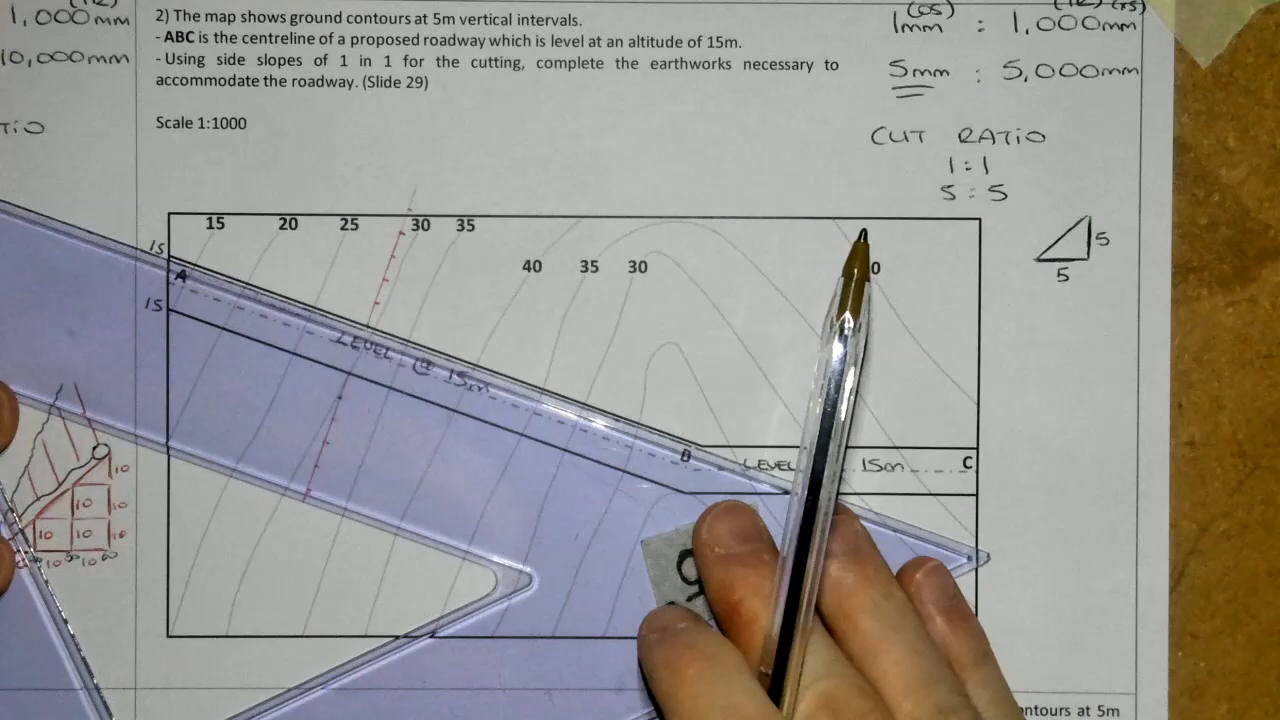 1,000mm
10,000mm
TiO
2) The map shows ground contours at 5m vertical intervals.
- ABC is the centreline of a proposed roadway which is level at an altitude of 15m.
- Using side slopes of 1 in 1 for the cutting, complete the earthworks necessary to
accommodate the roadway. (Slide 29)
Scale 1:1000
(OS)
1mm : 1,000mm
5mm : 5,000mm
CUT RATiO
1:1
5:5
5
5
15 20 25 30 35
40 35 30
0
15
A
15
LEVEL @ 15m
B
LEVEL 15m C
10
10 10
10 10 10
10 10
9
ontours at 5m